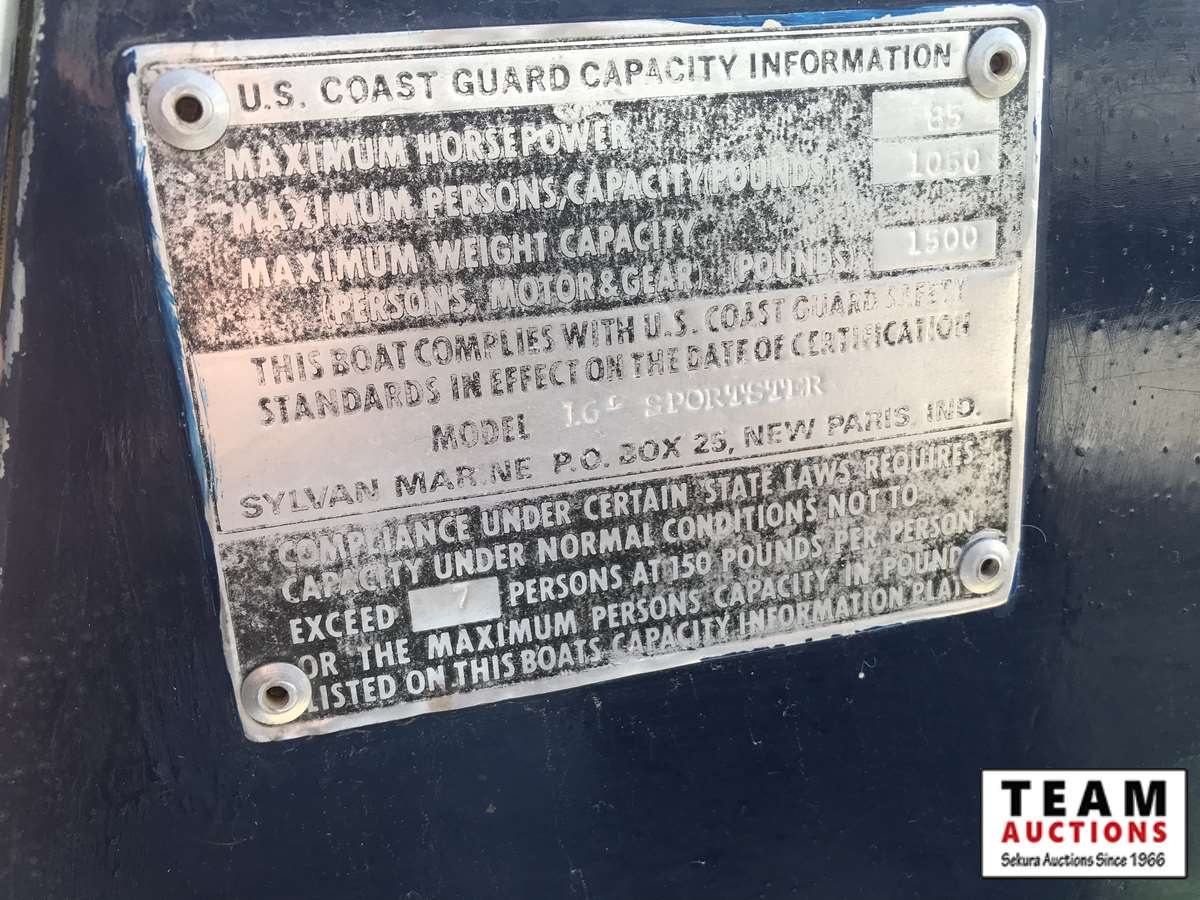 U.S. COAST GUARD CAPACITY INFORMATION
MAXIMUM HORSEPOWER 85
MAXIMUM PERSONS, CAPACITY (POUNDS) 1050
MAXIMUM WEIGHT CAPACITY
(PERSONS, MOTOR & GEAR) (POUNDS) 1500
THIS BOAT COMPLIES WITH U.S. COAST GUARD SAFETY
STANDARDS IN EFFECT ON THE DATE OF CERTIFICATION
MODEL SPORTSTER
SYLVAN MARINE P.O. BOX 25, NEW PARIS, IND.
COMPLIANCE UNDER CERTAIN STATE LAWS, REQUIRES
CAPACITY UNDER NORMAL CONDITIONS NOT TO
EXCEED 7 PERSONS AT 150 POUNDS PER PERSON
OR THE MAXIMUM PERSONS CAPACITY IN POUNDS
LISTED ON THIS BOATS CAPACITY INFORMATION PLATE
TEAM
AUCTIONS
Sekura Auctions Since 1966